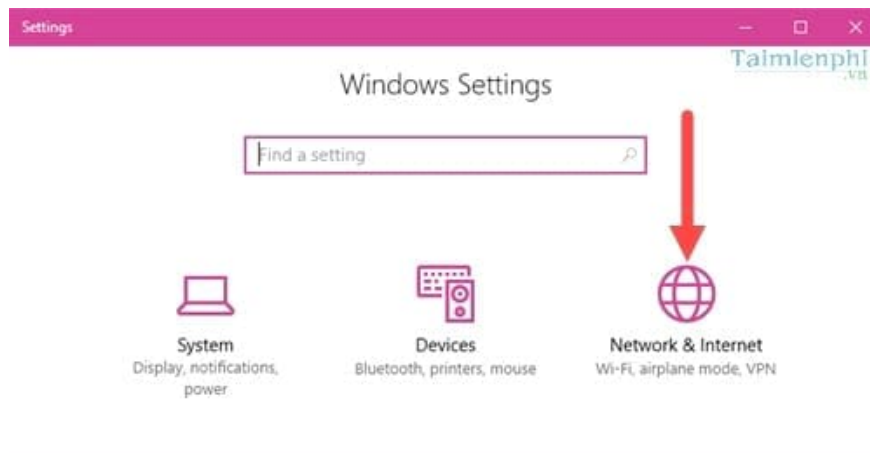 Settings
Taimienphi
.vn
Windows Settings
Find a setting
System
Display, notifications,
power
Devices
Bluetooth, printers, mouse
Network & Internet
Wi-Fi, airplane mode, VPN